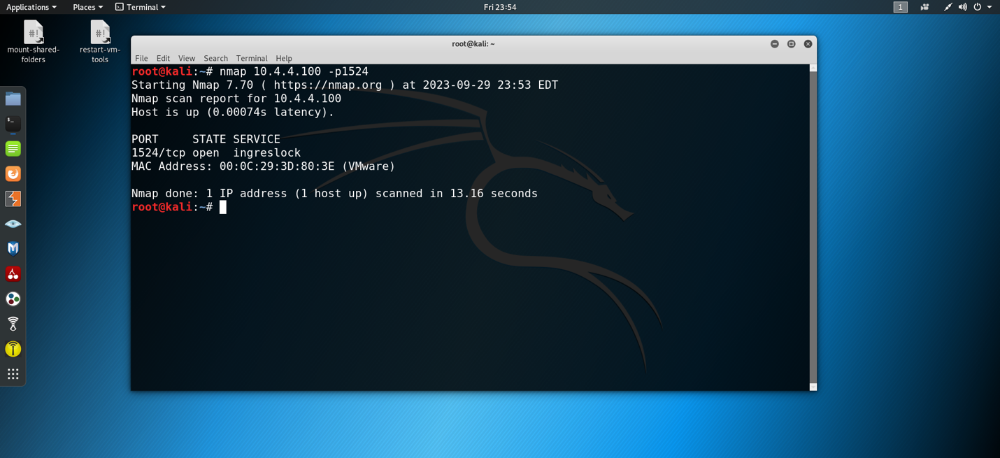 Applications Places Terminal Fri 23:54 1
#! #!
mount-shared-
folders
restart-vm-
tools
root@kali: ~
File Edit View Search Terminal Help
root@kali:~# nmap 10.4.4.100 -p1524
Starting Nmap 7.70 ( https://nmap.org ) at 2023-09-29 23:53 EDT
Nmap scan report for 10.4.4.100
Host is up (0.00074s latency).
PORT     STATE SERVICE
1524/tcp open  ingreslock
MAC Address: 00:0C:29:3D:80:3E (VMware)
Nmap done: 1 IP address (1 host up) scanned in 13.16 seconds
root@kali:~#
$_